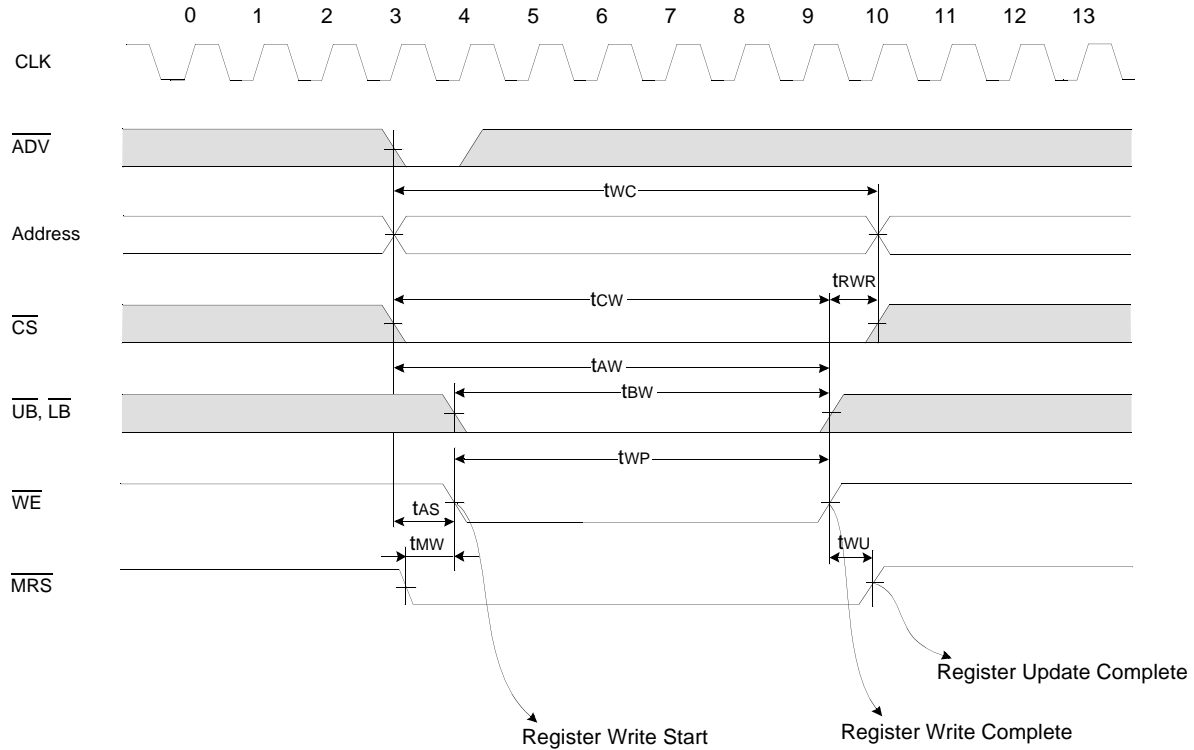 0 1 2 3 4 5 6 7 8 9 10 11 12 13
CLK
ADV
tWC
Address
tCW tRWR
CS
tAW
tBW
UB, LB
tWP
WE
tAS
tMW tWU
MRS
Register Update Complete
Register Write Start Register Write Complete